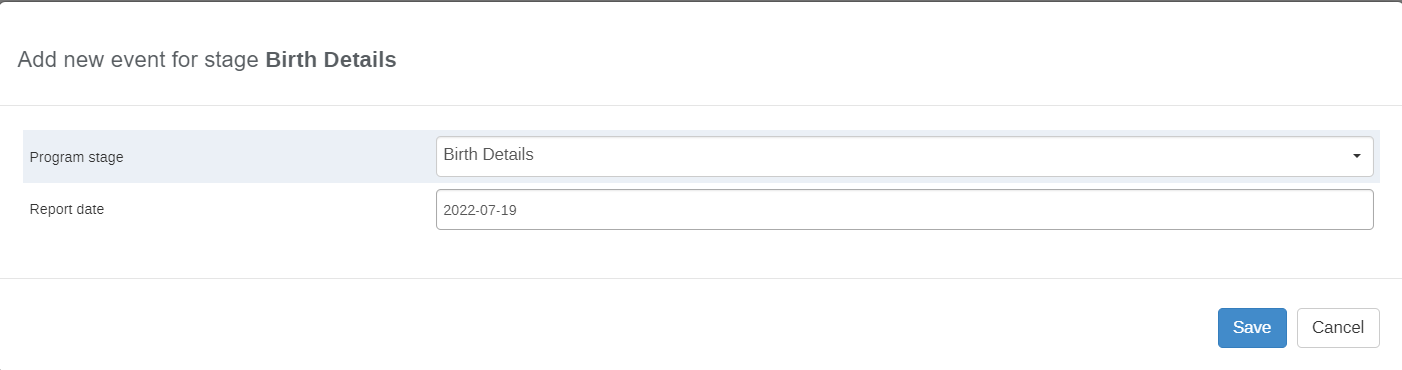 Add new event for stage Birth Details
Program stage
Birth Details
Report date
2022-07-19
Save
Cancel